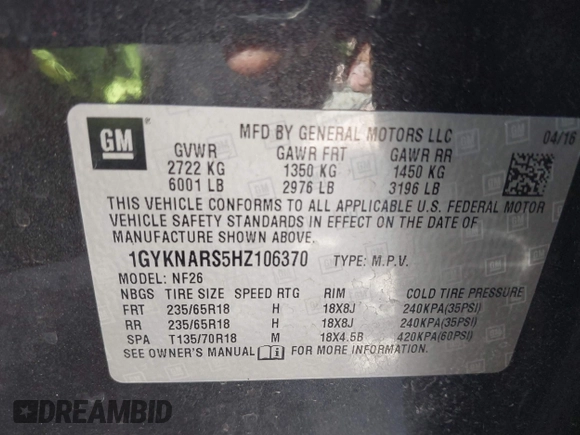 GM
MFD BY GENERAL MOTORS LLC 04/16
GVWR GAWR FRT GAWR RR
2722 KG 1350 KG 1450 KG
6001 LB 2976 LB 3196 LB
THIS VEHICLE CONFORMS TO ALL APPLICABLE U.S. FEDERAL MOTOR
VEHICLE SAFETY STANDARDS IN EFFECT ON THE DATE OF
MANUFACTURE SHOWN ABOVE.
1GYKNARS5HZ106370 TYPE: M.P.V.
MODEL: NF26
NBGS TIRE SIZE SPEED RTG RIM COLD TIRE PRESSURE
FRT 235/65R18 H 18X8J 240KPA(35PSI)
RR 235/65R18 H 18X8J 240KPA(35PSI)
SPA T135/70R18 M 18X4.5B 420KPA(60PSI)
SEE OWNER'S MANUAL FOR MORE INFORMATION.
DREAMBID